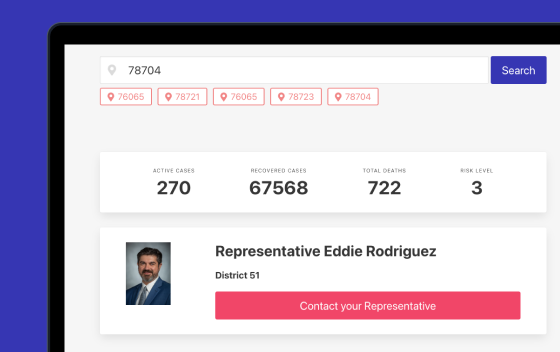 78704
Search
76065 78721 76065 78723 78704
ACTIVE CASES RECOVERED CASES TOTAL DEATHS RISK LEVEL
270 67568 722 3
Representative Eddie Rodriguez
District 51
Contact your Representative